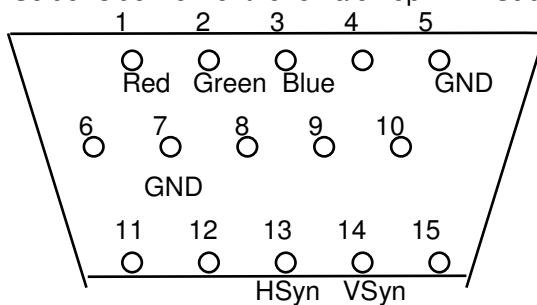 1 2 3 4 5
Red Green Blue GND
6 7 8 9 10
GND
11 12 13 14 15
HSyn VSyn